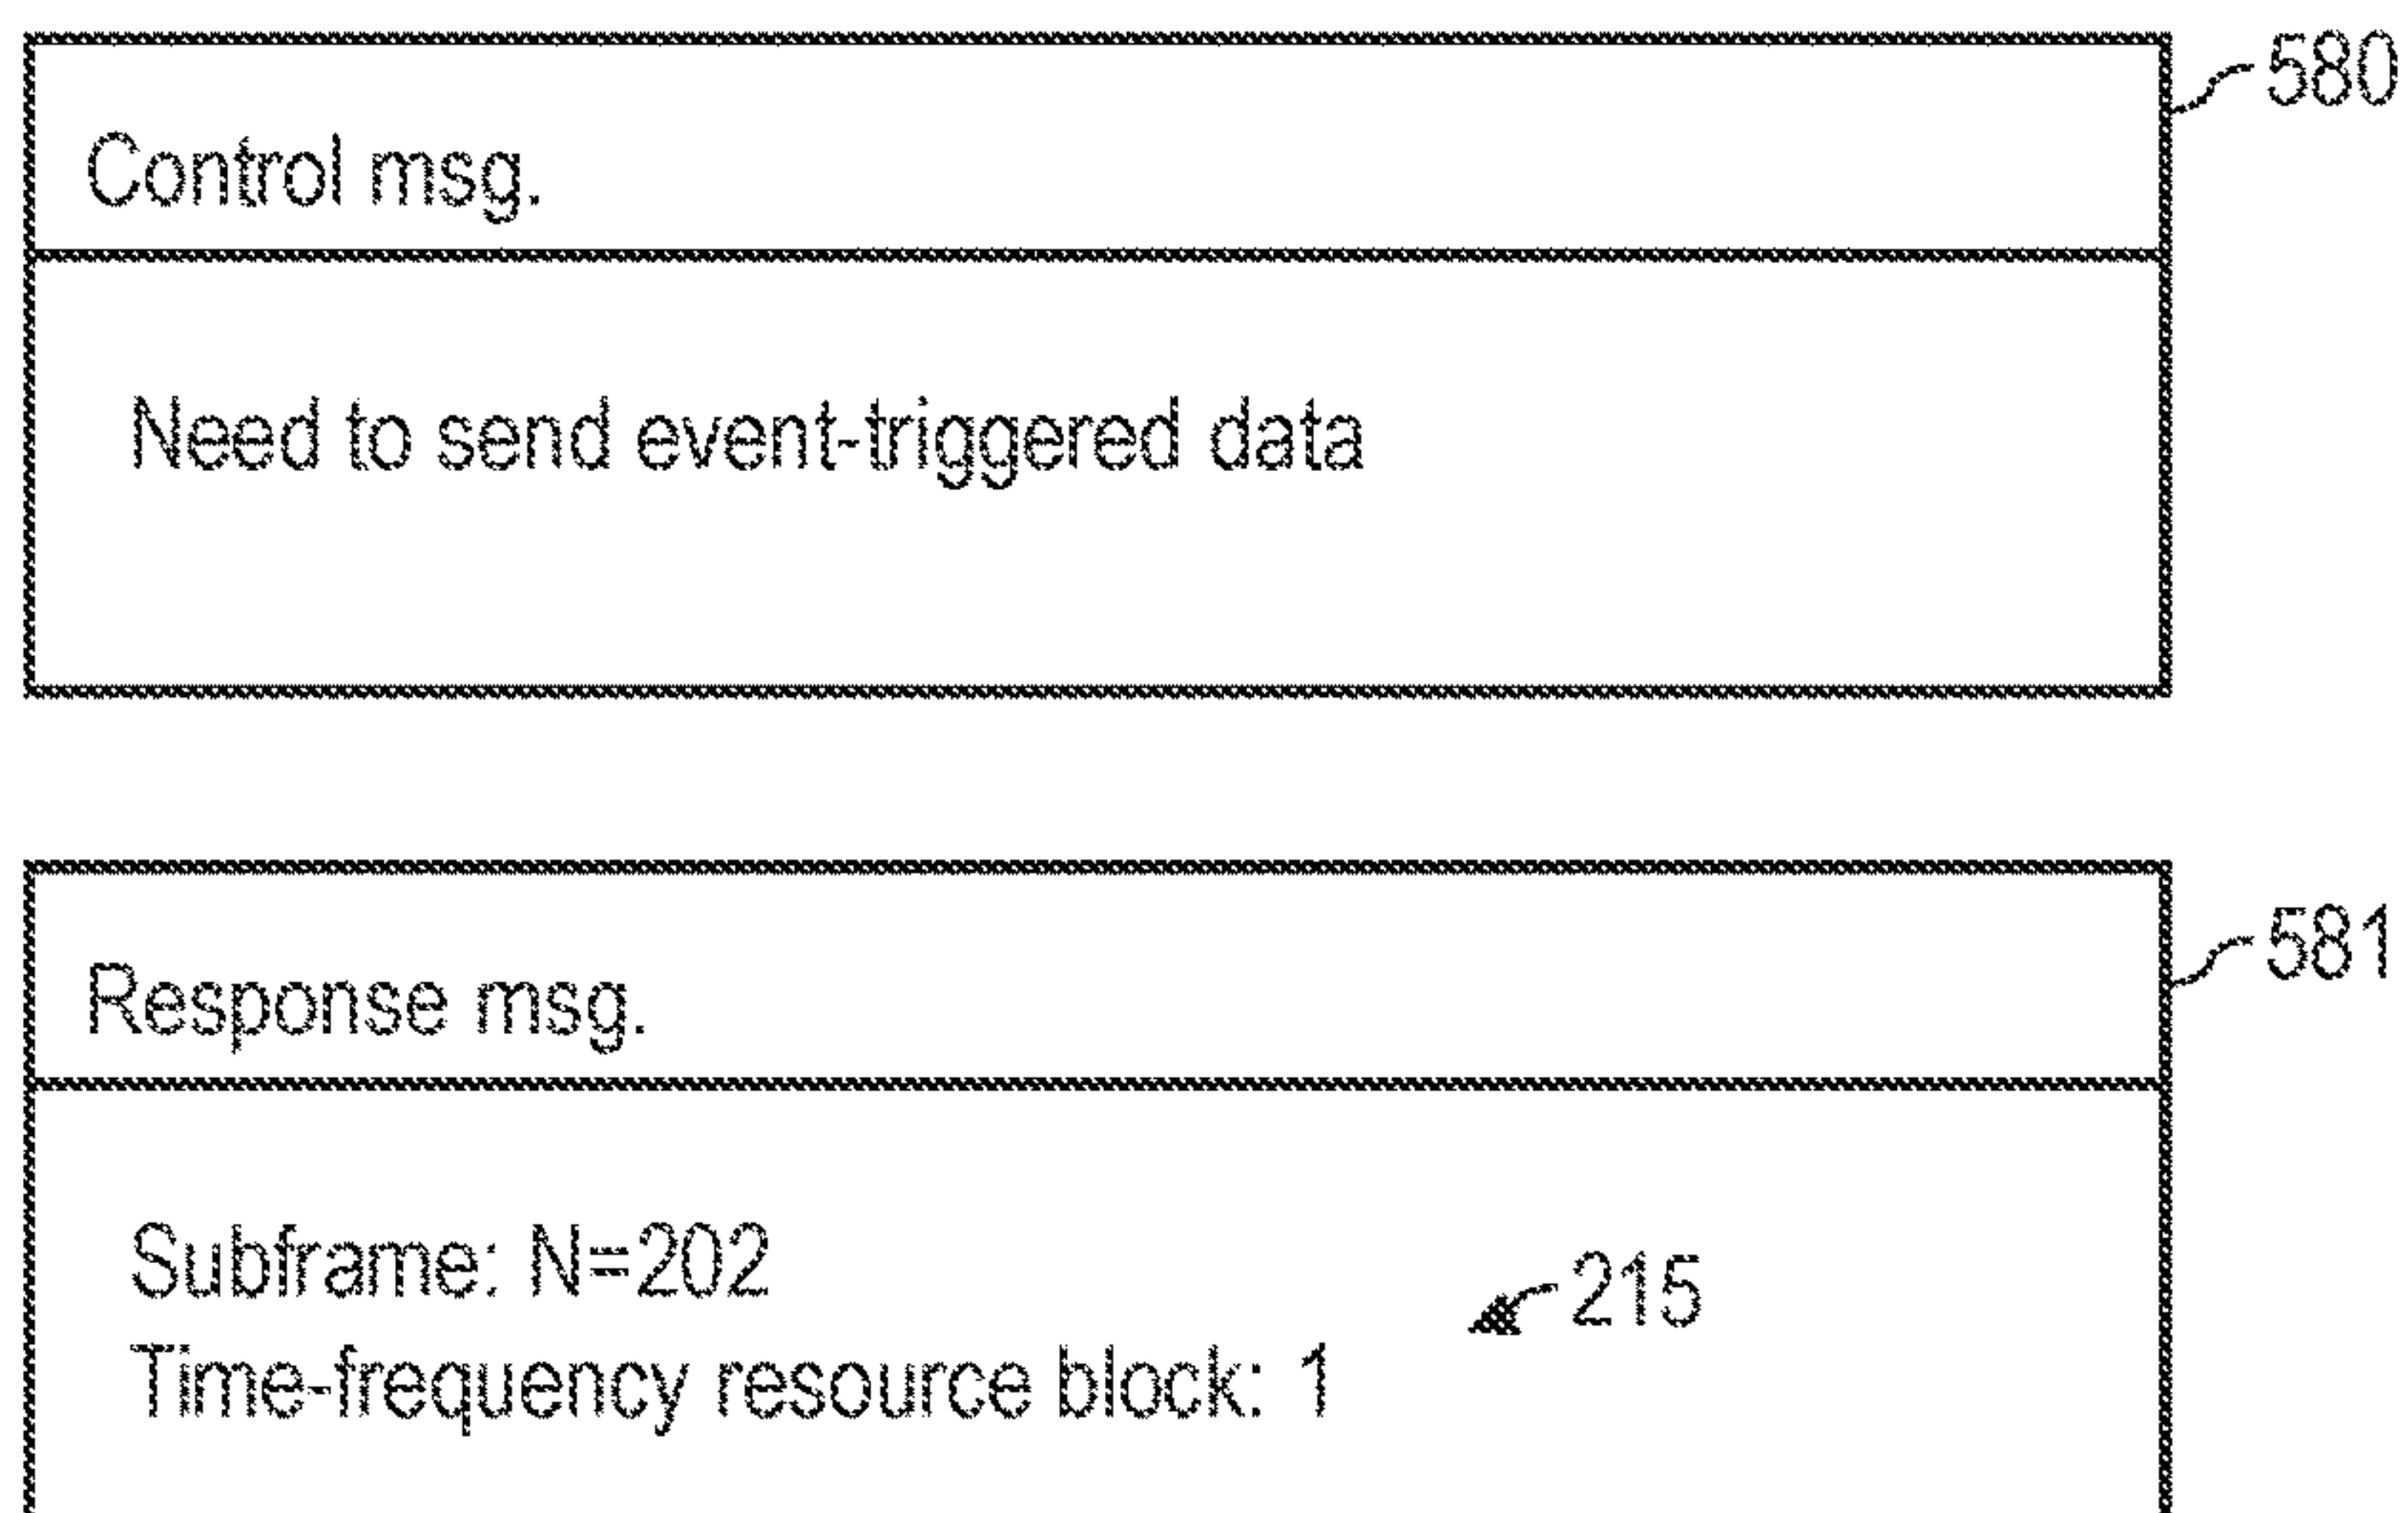 580
Control msg.
Need to send event-triggered data
581
Response msg.
Subframe: N=202
215
Time-frequency resource block: 1